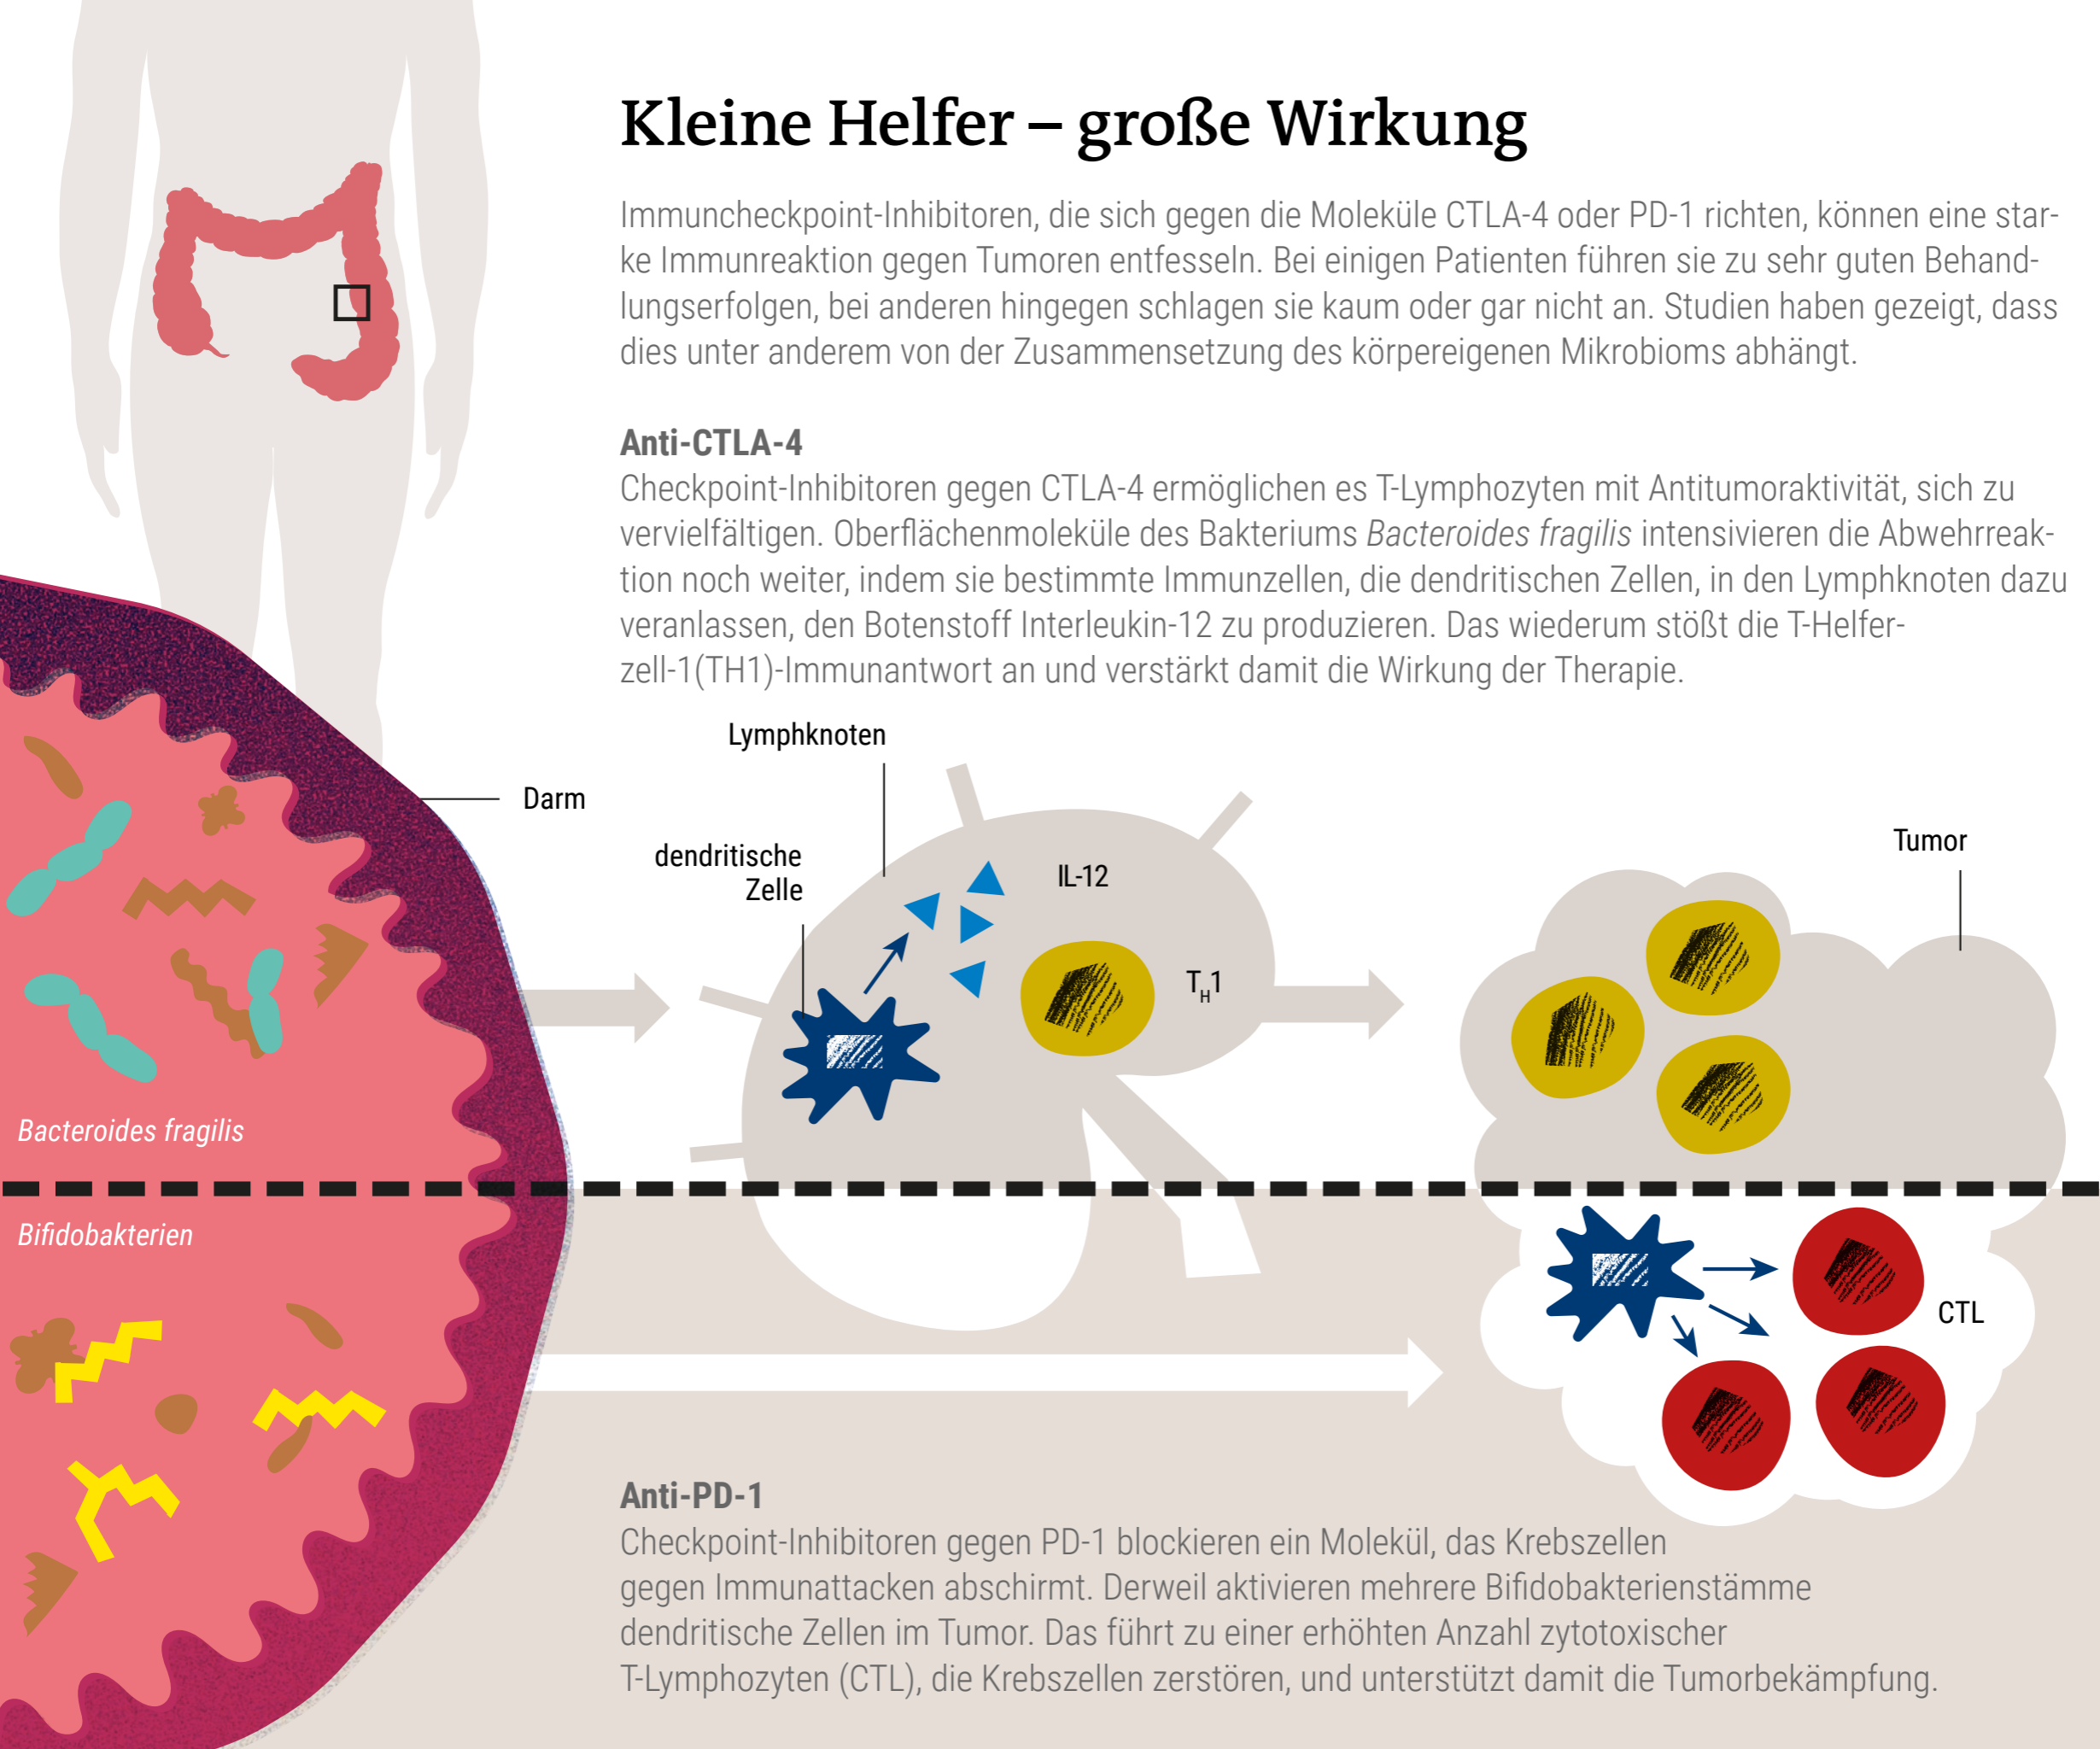 Kleine Helfer – große Wirkung
Immuncheckpoint-Inhibitoren, die sich gegen die Moleküle CTLA-4 oder PD-1 richten, können eine star-
ke Immunreaktion gegen Tumoren entfesseln. Bei einigen Patienten führen sie zu sehr guten Behand-
lungserfolgen, bei anderen hingegen schlagen sie kaum oder gar nicht an. Studien haben gezeigt, dass
dies unter anderem von der Zusammensetzung des körpereigenen Mikrobioms abhängt.
Anti-CTLA-4
Checkpoint-Inhibitoren gegen CTLA-4 ermöglichen es T-Lymphozyten mit Antitumoraktivität, sich zu
vervielfältigen. Oberflächenmoleküle des Bakteriums Bacteroides fragilis intensivieren die Abwehrreak-
tion noch weiter, indem sie bestimmte Immunzellen, die dendritischen Zellen, in den Lymphknoten dazu
veranlassen, den Botenstoff Interleukin-12 zu produzieren. Das wiederum stößt die T-Helfer-
zell-1(TH1)-Immunantwort an und verstärkt damit die Wirkung der Therapie.
Lymphknoten
Darm
dendritische
Zelle
IL-12
Tumor
TH1
Bacteroides fragilis
Bifidobakterien
CTL
Anti-PD-1
Checkpoint-Inhibitoren gegen PD-1 blockieren ein Molekül, das Krebszellen
gegen Immunattacken abschirmt. Derweil aktivieren mehrere Bifidobakterienstämme
dendritische Zellen im Tumor. Das führt zu einer erhöhten Anzahl zytotoxischer
T-Lymphozyten (CTL), die Krebszellen zerstören, und unterstützt damit die Tumorbekämpfung.